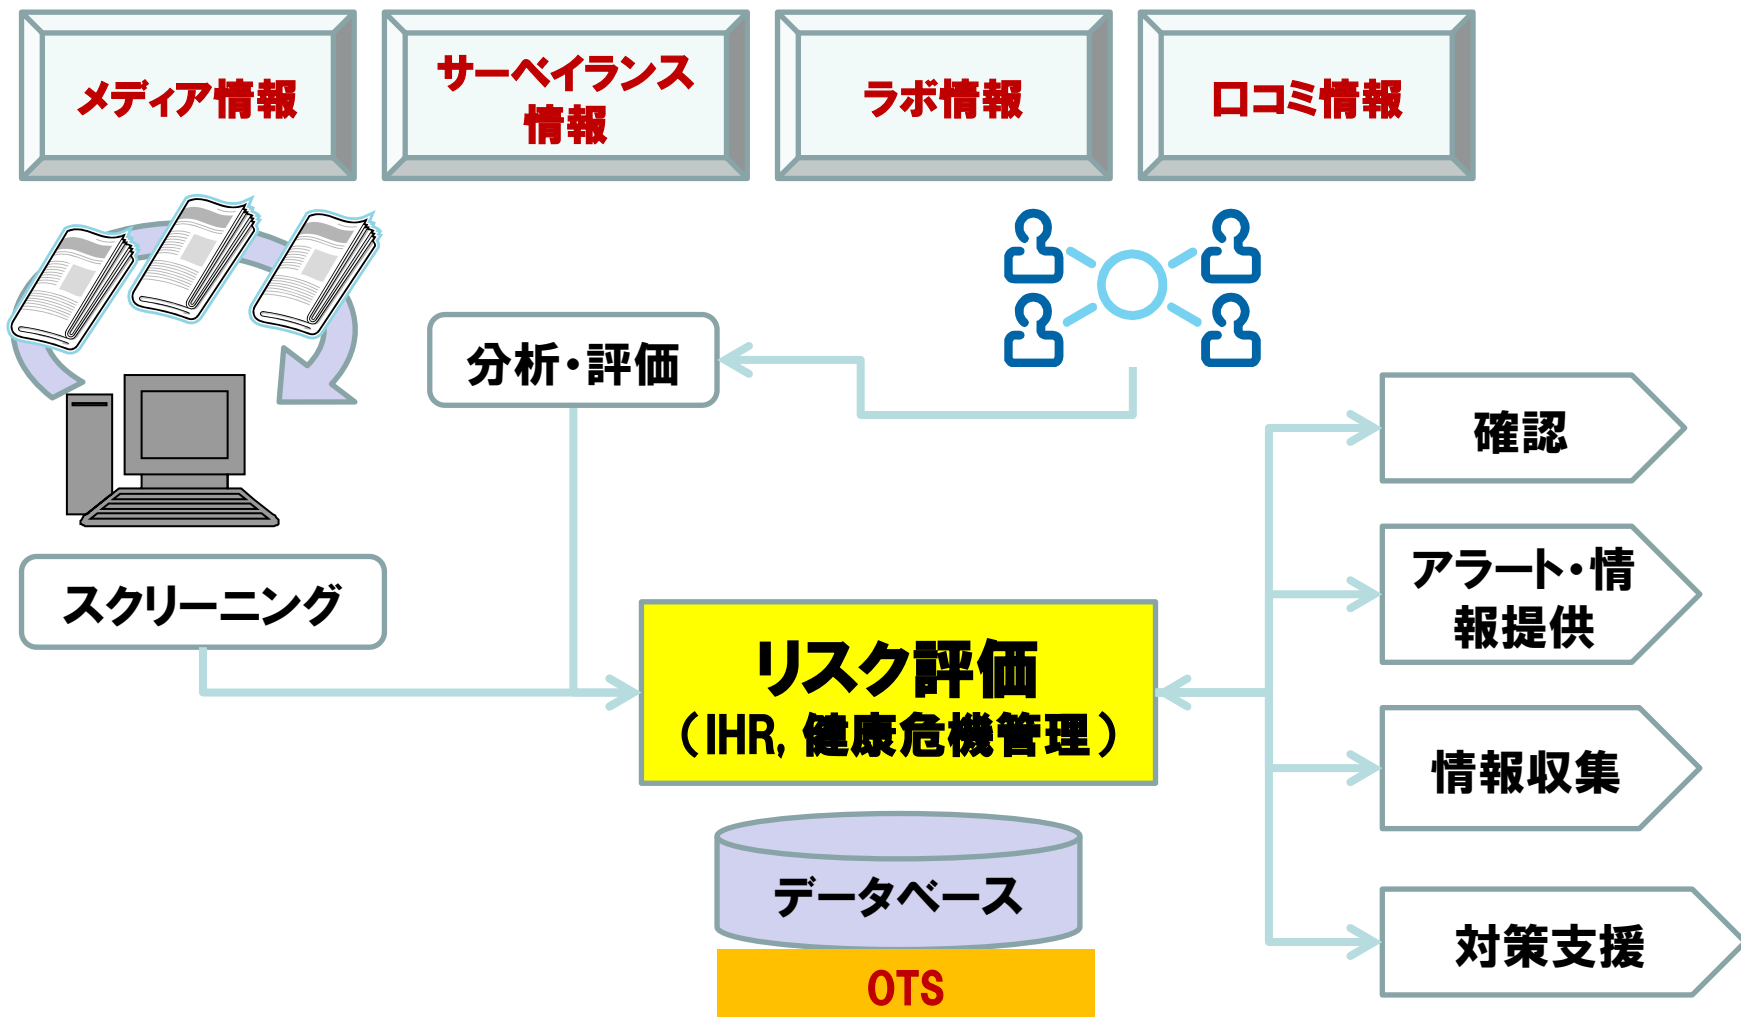 メディア情報
サーベイランス
情報
ラボ情報
口コミ情報
分析・評価
確認
アラート・情
報提供
スクリーニング
リスク評価
（IHR, 健康危機管理）
情報収集
データベース
対策支援
OTS